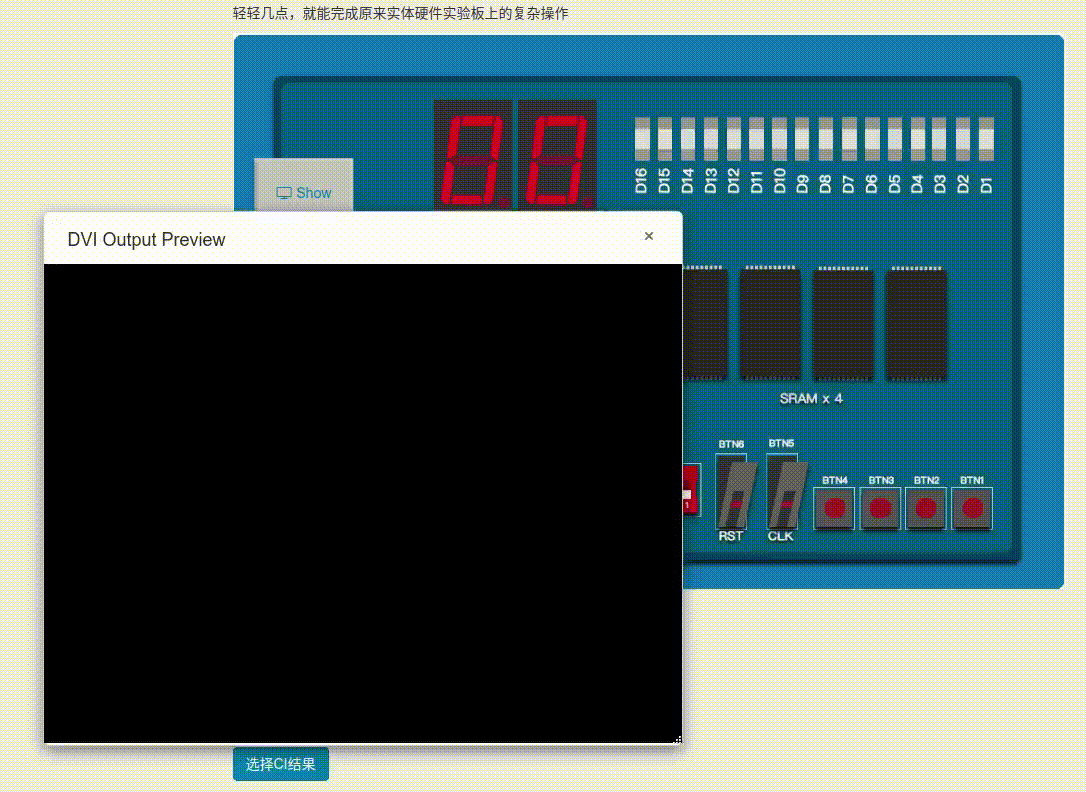 轻轻几点，就能完成原来实体硬件实验板上的复杂操作
00
D16 D15 D14 D13 D12 D11 D10 D9 D8 D7 D6 D5 D4 D3 D2 D1
Show
DVI Output Preview ×
SRAM x 4
BTN6 BTN5
BTN4 BTN3 BTN2 BTN1
1
RST CLK
选择CI结果